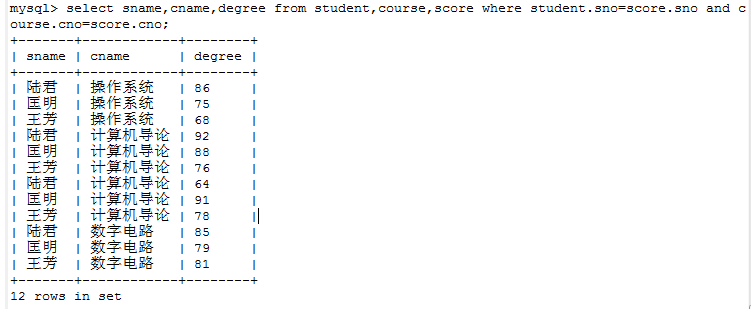 mysql> select sname,cname,degree from student,course,score where student.sno=score.sno and c
ourse.cno=score.cno;
+-------+------------+--------+
| sname | cname      | degree |
+-------+------------+--------+
| 陆君  | 操作系统   | 86     |
| 匡明  | 操作系统   | 75     |
| 王芳  | 操作系统   | 68     |
| 陆君  | 计算机导论 | 92     |
| 匡明  | 计算机导论 | 88     |
| 王芳  | 计算机导论 | 76     |
| 陆君  | 计算机导论 | 64     |
| 匡明  | 计算机导论 | 91     |
| 王芳  | 计算机导论 | 78     |
| 陆君  | 数字电路   | 85     |
| 匡明  | 数字电路   | 79     |
| 王芳  | 数字电路   | 81     |
+-------+------------+--------+
12 rows in set